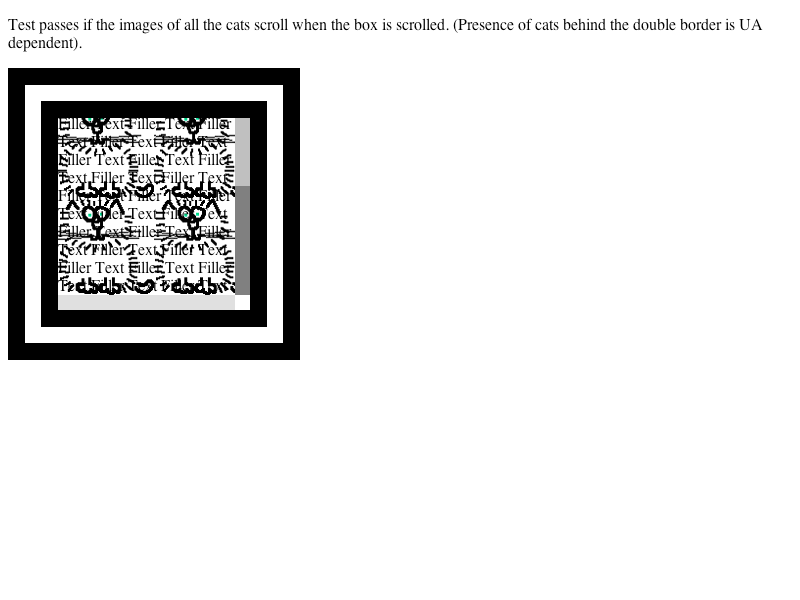 Test passes if the images of all the cats scroll when the box is scrolled. (Presence of cats behind the double border is UA
dependent).
Filler Text Filler Text Filler
Text Filler Text Filler Text
Filler Text Filler Text Filler
Text Filler Text Filler Text
Filler Text Filler Text Filler
Text Filler Text Filler Text
Filler Text Filler Text Filler
Text Filler Text Filler Text
Filler Text Filler Text Filler
Text Filler Text Filler Text